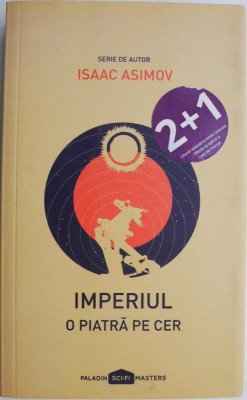 SERIE DE AUTOR
ISAAC ASIMOV
2+1
IMPERIUL
O PIATRĂ PE CER
PALADIN SCI-FI MASTERS